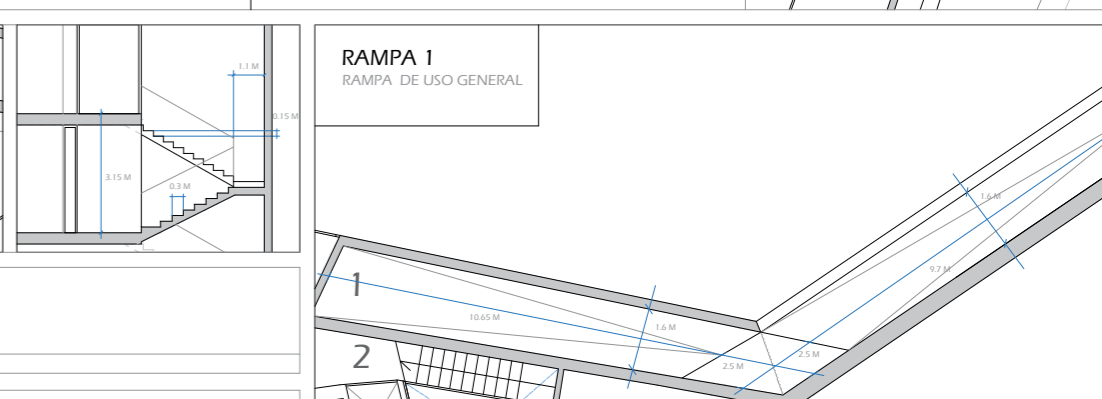 1.1 M
0.15 M
3.15 M
0.3 M
RAMPA 1
RAMPA DE USO GENERAL
1.6 M
9.7 M
1
10.65 M
1.6 M
2.5 M
2.5 M
2